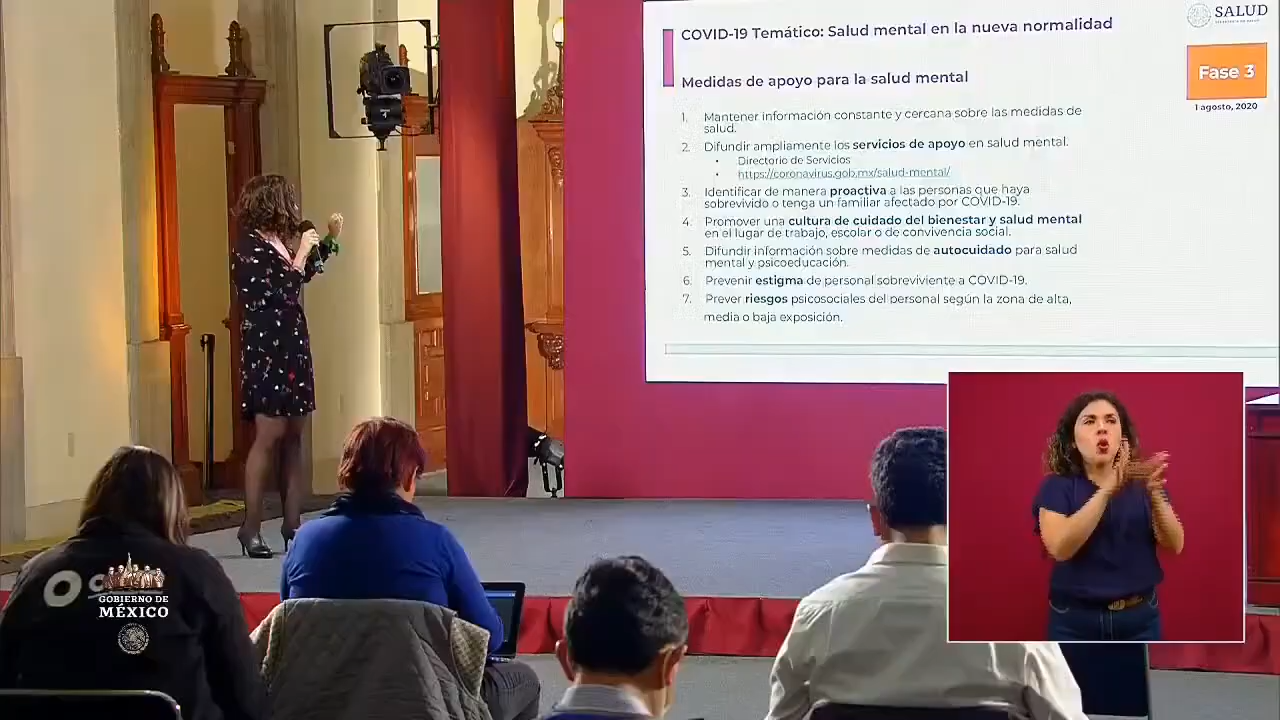 COVID-19 Temático: Salud mental en la nueva normalidad
SALUD
Fase 3
1 agosto, 2020
Medidas de apoyo para la salud mental
1. Mantener información constante y cercana sobre las medidas de
salud.
2. Difundir ampliamente los servicios de apoyo en salud mental.
• Directorio de Servicios
• https://coronavirus.gob.mx/salud-mental/
3. Identificar de manera proactiva a las personas que haya
sobrevivido o tenga un familiar afectado por COVID-19.
4. Promover una cultura de cuidado del bienestar y salud mental
en el lugar de trabajo, escolar o de convivencia social.
5. Difundir información sobre medidas de autocuidado para salud
mental y psicoeducación.
6. Prevenir estigma de personal sobreviviente a COVID-19.
7. Prever riesgos psicosociales del personal según la zona de alta,
media o baja exposición.
GOBIERNO DE
MÉXICO